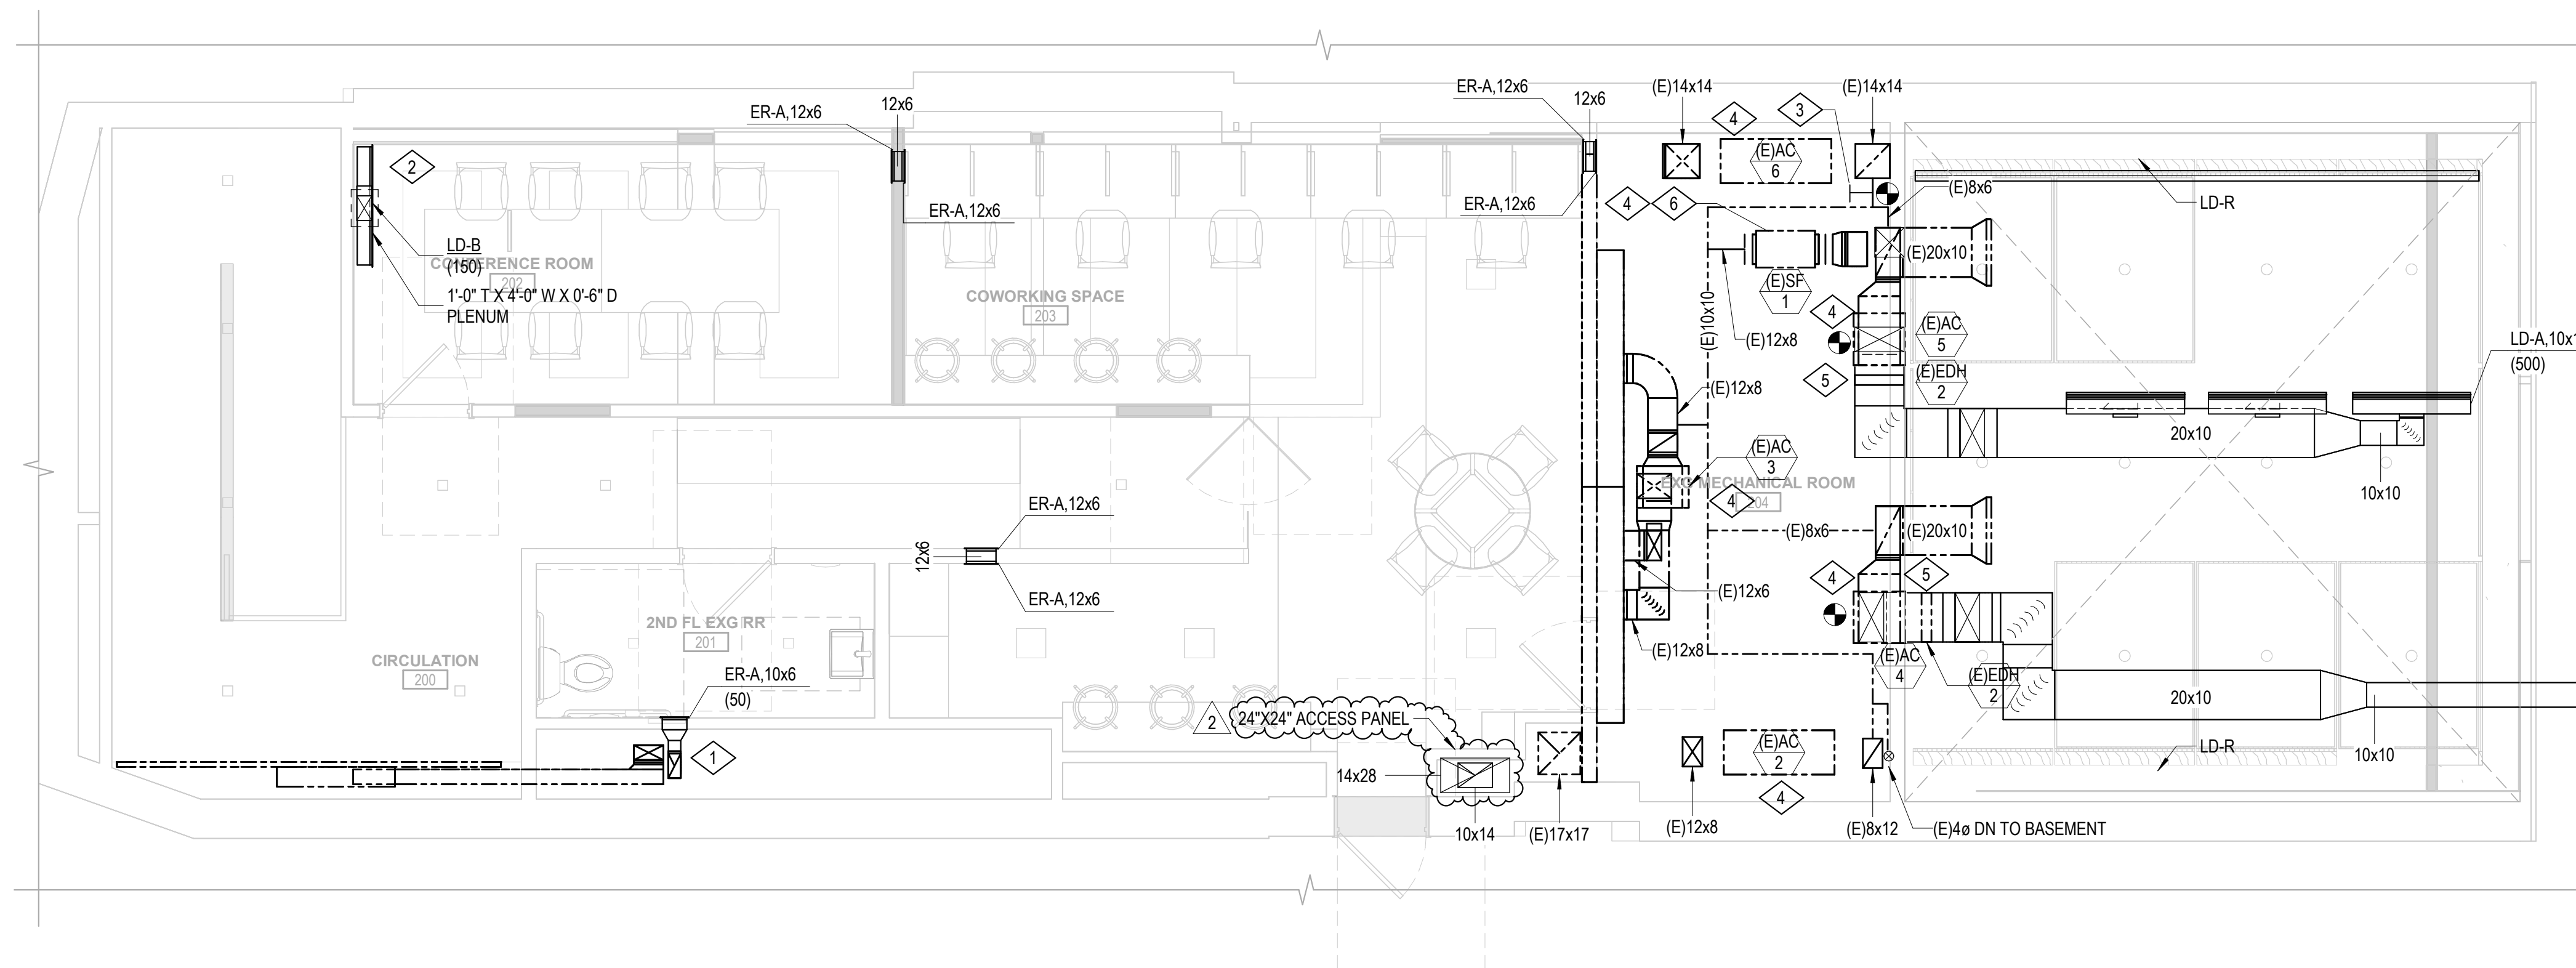 ER-A,12x6
12x6
ER-A,12x6
12x6
(E)14x14
4
3
(E)14x14
2
(E)AC
6
ER-A,12x6
ER-A,12x6
4
6
(E)8x6
LD-R
LD-B
(150)
CONFERENCE ROOM
202
1'-0" T X 4'-0" W X 0'-6" D
PLENUM
COWORKING SPACE
203
(E)20x10
(E)SF
1
(E)10x10
4
(E)12x8
(E)AC
5
LD-A,10x1
(500)
5
(E)EDH
2
(E)12x8
20x10
(E)AC
3
EXG MECHANICAL ROOM
204
4
10x10
ER-A,12x6
12x6
(E)8x6
(E)20x10
ER-A,12x6
(E)12x6
4
5
2ND FL EXG RR
201
(E)12x8
CIRCULATION
200
(E)AC
4
(E)EDH
2
ER-A,10x6
(50)
20x10
2
24"X24" ACCESS PANEL
1
14x28
(E)AC
2
4
LD-R
10x10
10x14
(E)17x17
(E)12x8
(E)8x12
(E)4ø DN TO BASEMENT